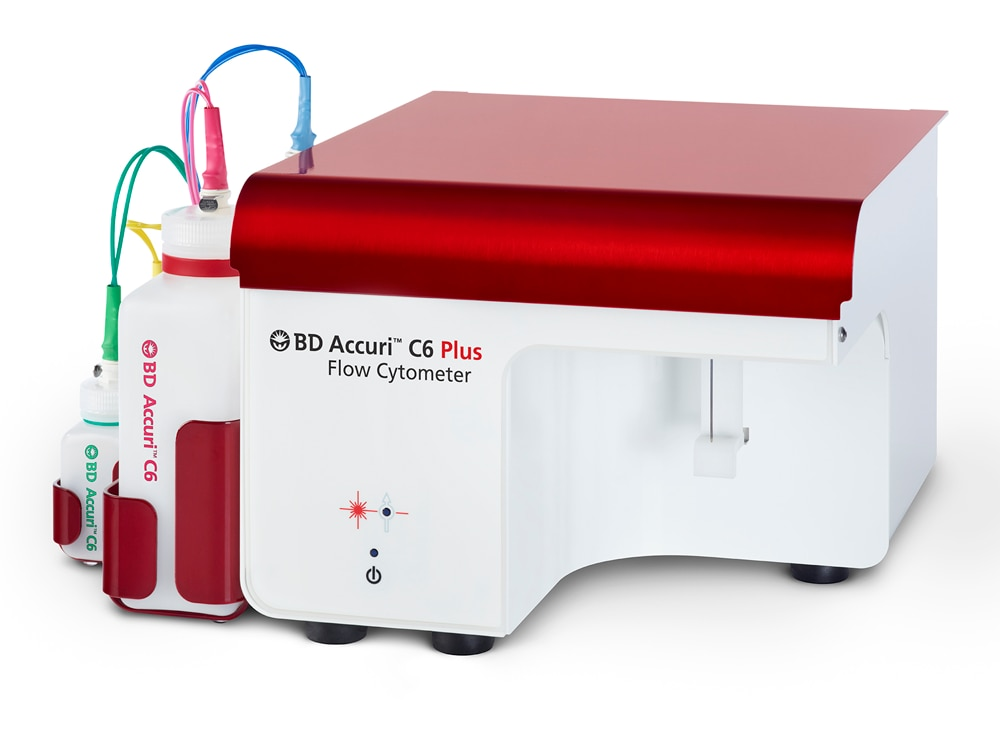 BD Accuri™ C6 Plus
Flow Cytometer
BD Accuri™ C6
BD Accuri™ C6